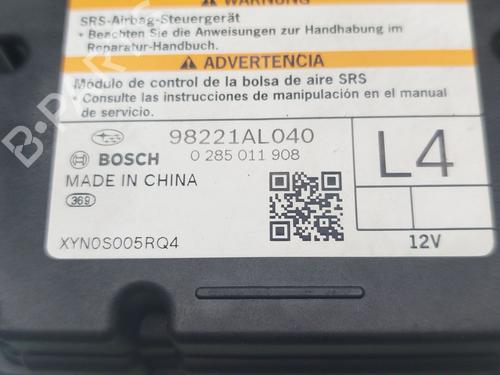 WARNUNG
SRS-Airbag-Steuergerät
• Beachten Sie die Anweisungen zur Handhabung im
Reparatur-Handbuch.
ADVERTENCIA
Módulo de control de la bolsa de aire SRS
• Consulte las instrucciones de manipulación en el manual
de servicio.
98221AL040
BOSCH 0 285 011 908
MADE IN CHINA
369
XYN0S005RQ4
L4
12V
B-PARTS